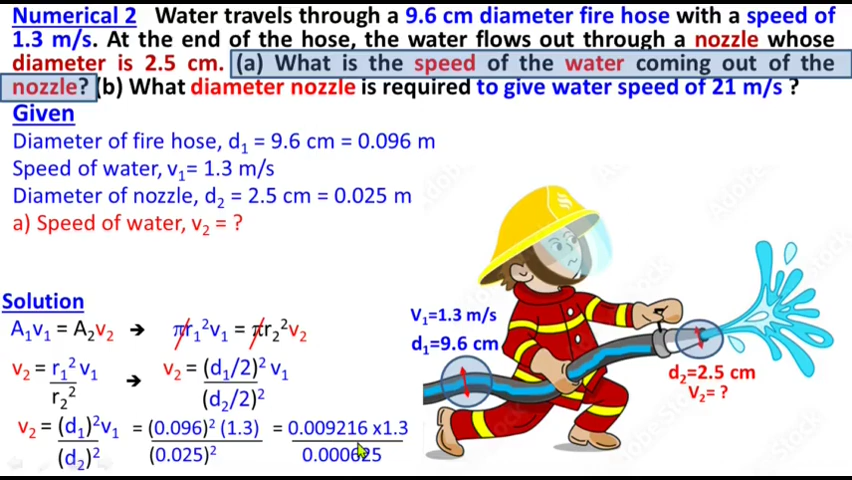 Numerical 2 Water travels through a 9.6 cm diameter fire hose with a speed of
1.3 m/s. At the end of the hose, the water flows out through a nozzle whose
diameter is 2.5 cm. (a) What is the speed of the water coming out of the
nozzle? (b) What diameter nozzle is required to give water speed of 21 m/s ?
Given
Diameter of fire hose, d₁ = 9.6 cm = 0.096 m
Speed of water, v₁= 1.3 m/s
Diameter of nozzle, d₂ = 2.5 cm = 0.025 m
a) Speed of water, v₂ = ?
Solution
A₁v₁ = A₂v₂ ➔ πr₁²v₁ = πr₂²v₂
v₂ = r₁² v₁ ➔ v₂ = (d₁/2)² v₁
r₂² (d₂/2)²
v₂ = (d₁)²v₁ = (0.096)² (1.3) = 0.009216 x1.3
(d₂)² (0.025)² 0.000625
V₁=1.3 m/s
d₁=9.6 cm
d₂=2.5 cm
V₂= ?
Adobe Stock